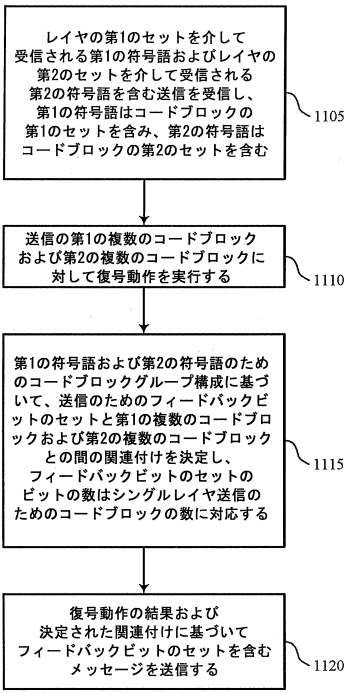 レイヤの第1のセットを介して
受信される第1の符号語およびレイヤの
第2のセットを介して受信される
第2の符号語を含む送信を受信し、
第1の符号語はコードブロックの
第1のセットを含み、第2の符号語は
コードブロックの第2のセットを含む
1105
送信の第1の複数のコードブロック
および第2の複数のコードブロックに
対して復号動作を実行する
1110
第1の符号語および第2の符号語のため
のコードブロックグループ構成に基づ
いて、送信のためのフィードバックビ
ットのセットと第1の複数のコードブロ
ックおよび第2の複数のコードブロック
との間の関連付けを決定し、
フィードバックビットのセットの
ビットの数はシングルレイヤ送信の
ためのコードブロックの数に対応する
1115
復号動作の結果および
決定された関連付けに基づいて
フィードバックビットのセットを含む
メッセージを送信する
1120